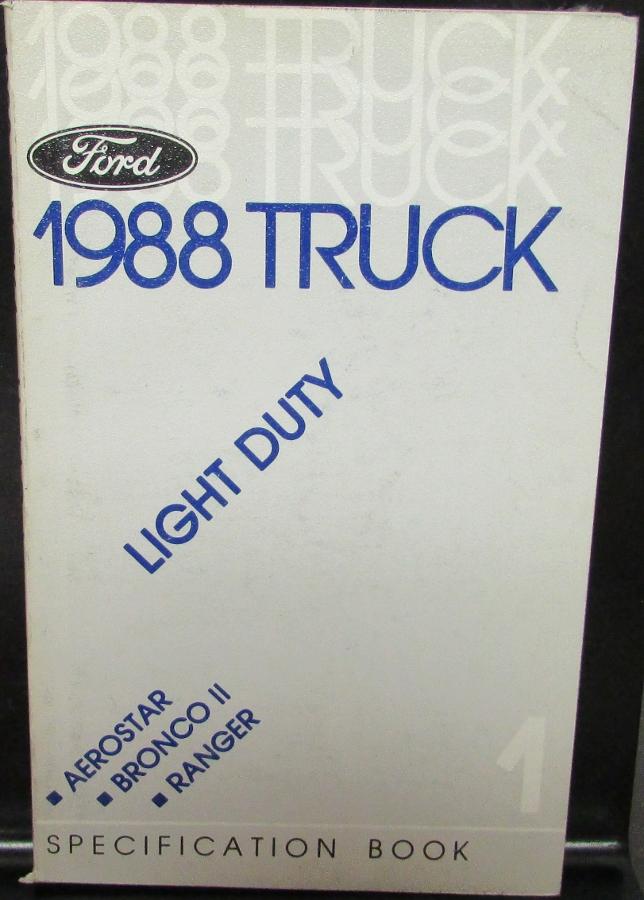 1988 TRUCK
1988 TRUCK
1988 TRUCK
Ford
1988 TRUCK
LIGHT DUTY
▪ AEROSTAR
▪ BRONCO II
▪ RANGER
1
SPECIFICATION BOOK